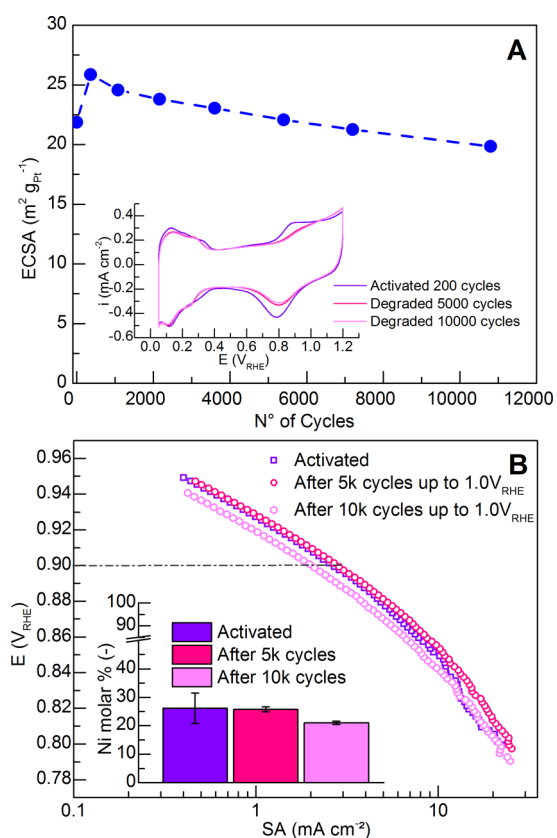 A
30
25
20
15
10
5
0
ECSA (m² g_Pt⁻¹)
0.4
0.2
0.0
-0.2
-0.4
-0.6
i (mA cm⁻²)
0.0 0.2 0.4 0.6 0.8 1.0 1.2
E (V_RHE)
Activated 200 cycles
Degraded 5000 cycles
Degraded 10000 cycles
0 2000 4000 6000 8000 10000 12000
N° of Cycles
B
0.96
0.94
0.92
0.90
0.88
0.86
0.84
0.82
0.80
0.78
E (V_RHE)
Activated
After 5k cycles up to 1.0V_RHE
After 10k cycles up to 1.0V_RHE
100
90
40
30
20
10
0
Ni molar % (-)
Activated
After 5k cycles
After 10k cycles
0.1 1 10
SA (mA cm⁻²)